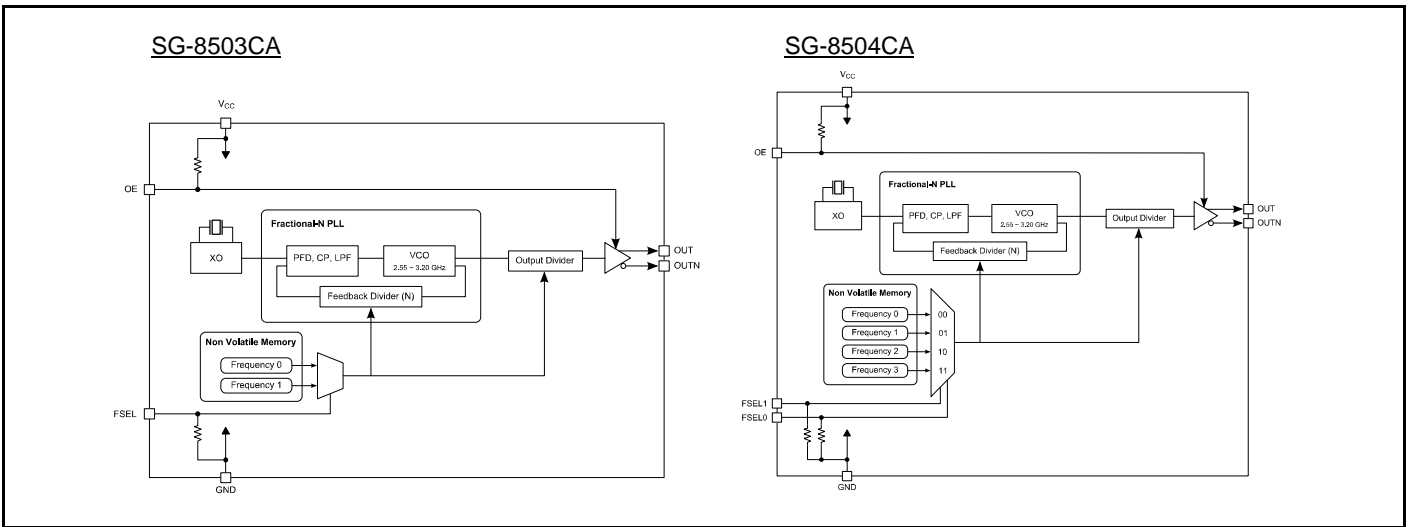 SG-8503CA
VCC
OE
Fractional-N PLL
XO
PFD, CP, LPF
VCO
2.55 ~ 3.20 GHz
Output Divider
OUT
OUTN
Feedback Divider (N)
Non Volatile Memory
Frequency 0
Frequency 1
FSEL
GND
SG-8504CA
VCC
OE
Fractional-N PLL
XO
PFD, CP, LPF
VCO
2.55 ~ 3.20 GHz
Output Divider
OUT
OUTN
Feedback Divider (N)
Non Volatile Memory
Frequency 0
00
Frequency 1
01
Frequency 2
10
Frequency 3
11
FSEL1
FSEL0
GND